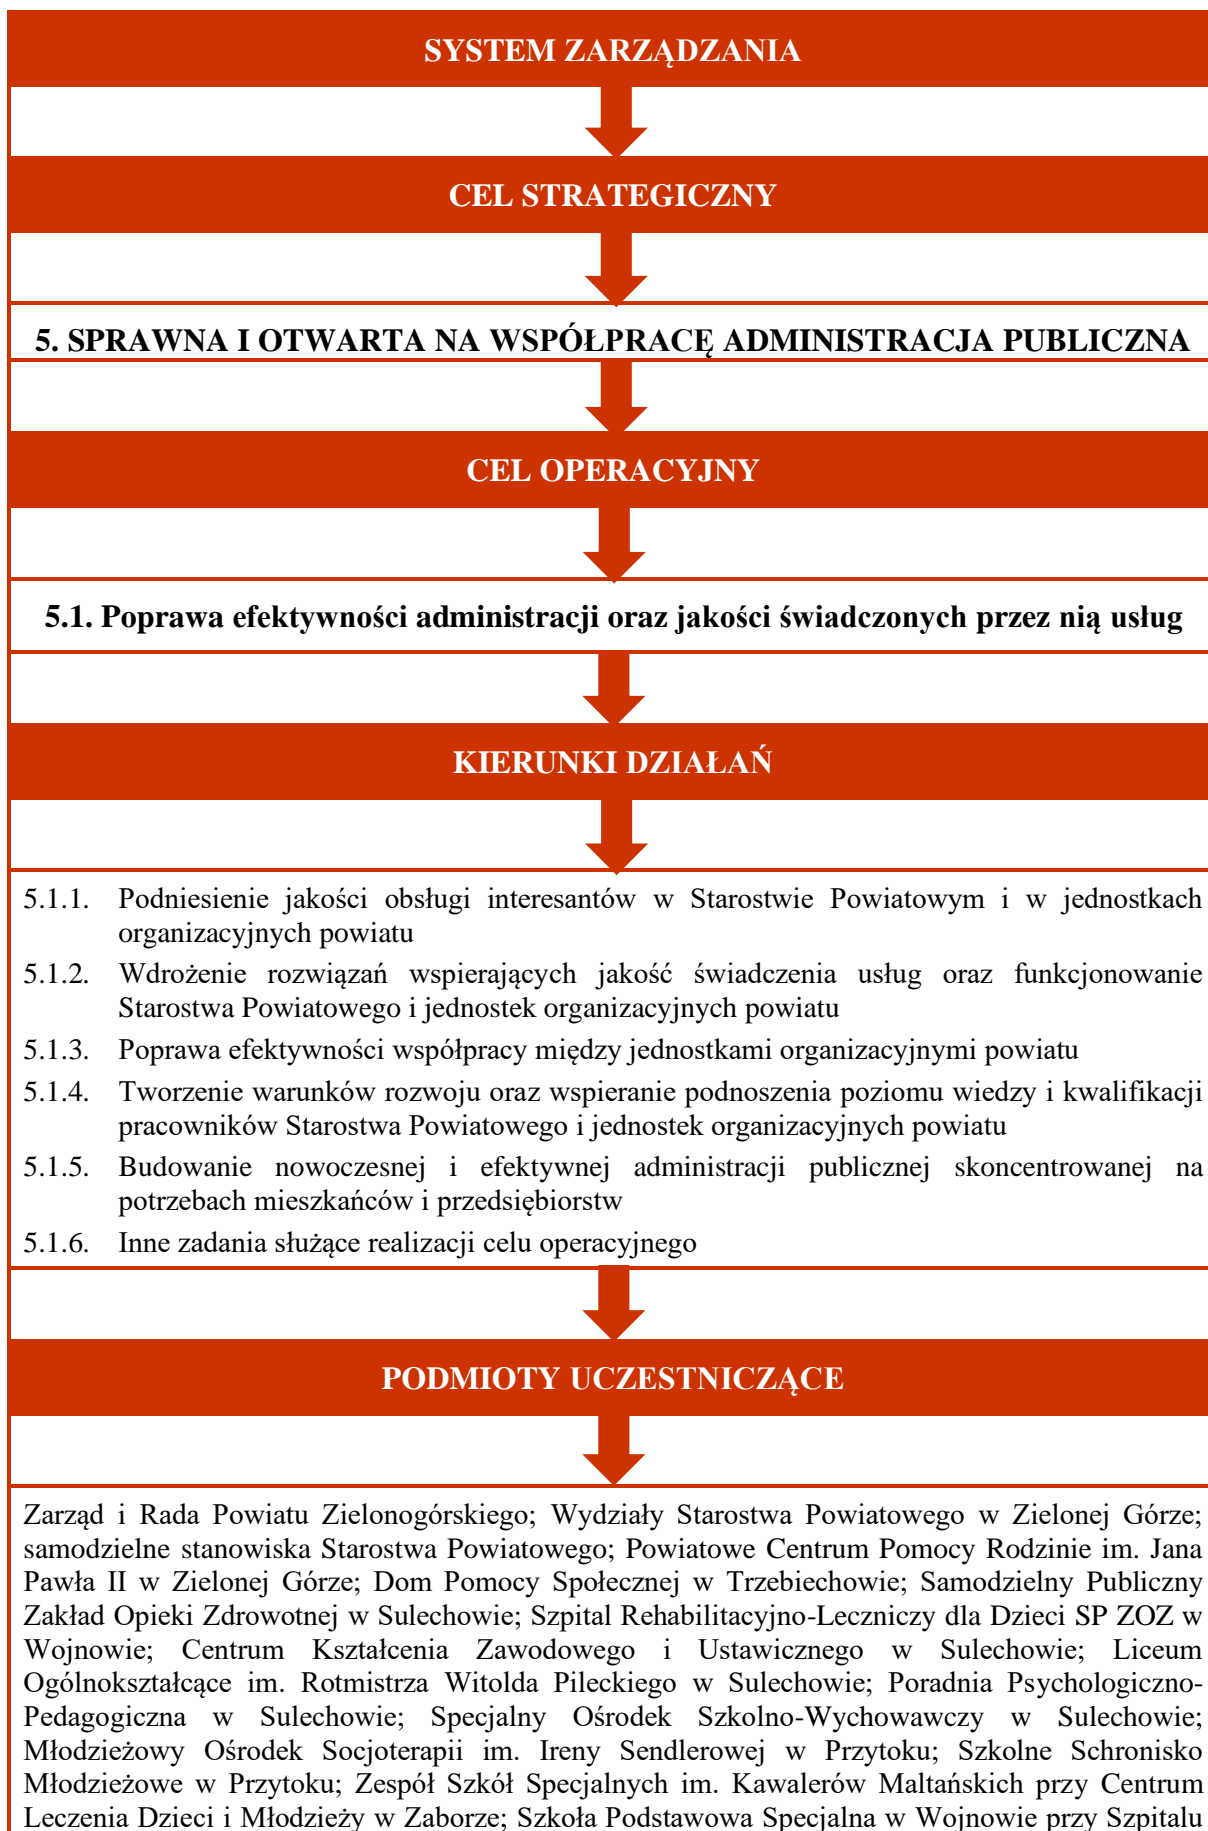 SYSTEM ZARZĄDZANIA
CEL STRATEGICZNY
5. SPRAWNA I OTWARTA NA WSPÓŁPRACĘ ADMINISTRACJA PUBLICZNA
CEL OPERACYJNY
5.1. Poprawa efektywności administracji oraz jakości świadczonych przez nią usług
KIERUNKI DZIAŁAŃ
5.1.1. Podniesienie jakości obsługi interesantów w Starostwie Powiatowym i w jednostkach
organizacyjnych powiatu
5.1.2. Wdrożenie rozwiązań wspierających jakość świadczenia usług oraz funkcjonowanie
Starostwa Powiatowego i jednostek organizacyjnych powiatu
5.1.3. Poprawa efektywności współpracy między jednostkami organizacyjnymi powiatu
5.1.4. Tworzenie warunków rozwoju oraz wspieranie podnoszenia poziomu wiedzy i kwalifikacji
pracowników Starostwa Powiatowego i jednostek organizacyjnych powiatu
5.1.5. Budowanie nowoczesnej i efektywnej administracji publicznej skoncentrowanej na
potrzebach mieszkańców i przedsiębiorstw
5.1.6. Inne zadania służące realizacji celu operacyjnego
PODMIOTY UCZESTNICZĄCE
Zarząd i Rada Powiatu Zielonogórskiego; Wydziały Starostwa Powiatowego w Zielonej Górze;
samodzielne stanowiska Starostwa Powiatowego; Powiatowe Centrum Pomocy Rodzinie im. Jana
Pawła II w Zielonej Górze; Dom Pomocy Społecznej w Trzebiechowie; Samodzielny Publiczny
Zakład Opieki Zdrowotnej w Sulechowie; Szpital Rehabilitacyjno-Leczniczy dla Dzieci SP ZOZ w
Wojnowie; Centrum Kształcenia Zawodowego i Ustawicznego w Sulechowie; Liceum
Ogólnokształcące im. Rotmistrza Witolda Pileckiego w Sulechowie; Poradnia Psychologiczno-
Pedagogiczna w Sulechowie; Specjalny Ośrodek Szkolno-Wychowawczy w Sulechowie;
Młodzieżowy Ośrodek Socjoterapii im. Ireny Sendlerowej w Przytoku; Szkolne Schronisko
Młodzieżowe w Przytoku; Zespół Szkół Specjalnych im. Kawalerów Maltańskich przy Centrum
Leczenia Dzieci i Młodzieży w Zaborze; Szkoła Podstawowa Specjalna w Wojnowie przy Szpitalu